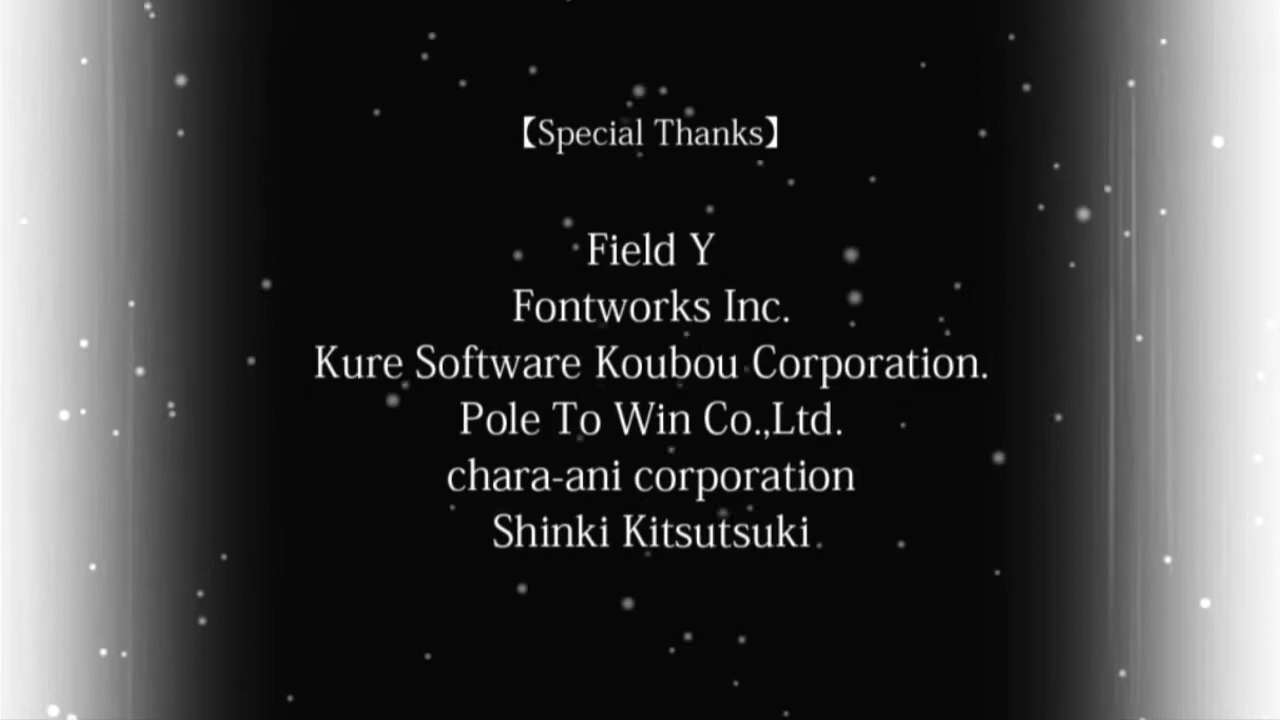 【Special Thanks】
Field Y
Fontworks Inc.
Kure Software Koubou Corporation.
Pole To Win Co.,Ltd.
chara-ani corporation
Shinki Kitsutsuki